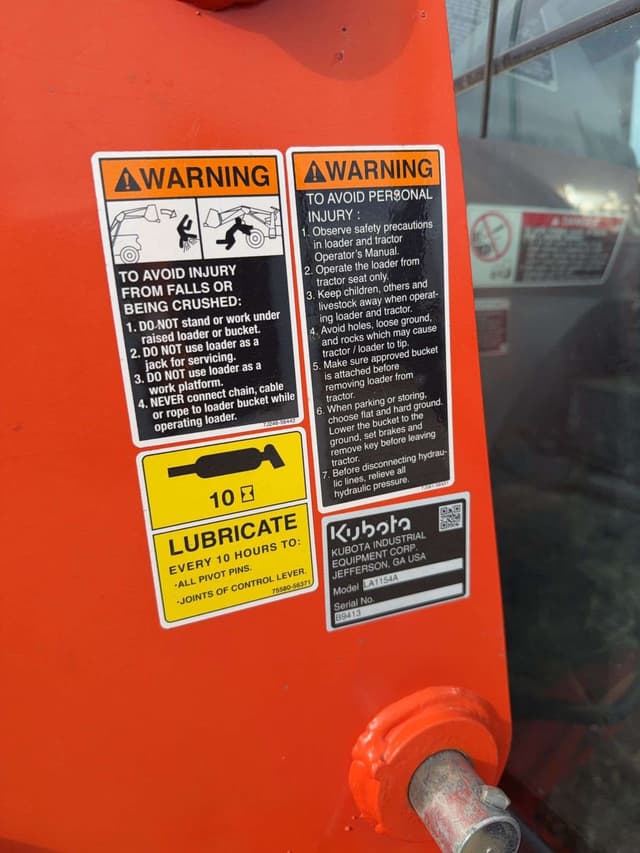 WARNING
TO AVOID INJURY
FROM FALLS OR
BEING CRUSHED:
1. DO NOT stand or work under
raised loader or bucket.
2. DO NOT use loader as a
jack for servicing.
3. DO NOT use loader as a
work platform.
4. NEVER connect chain, cable
or rope to loader bucket while
operating loader.
WARNING
TO AVOID PERSONAL
INJURY :
1. Observe safety precautions
in loader and tractor
Operator's Manual.
2. Operate the loader from
tractor seat only.
3. Keep children, others and
livestock away when operat-
ing loader and tractor.
4. Avoid holes, loose ground,
and rocks which may cause
tractor / loader to tip.
5. Make sure approved bucket
is attached before
removing loader from
tractor.
6. When parking or storing,
choose flat and hard ground.
Lower the bucket to the
ground, set brakes and
remove key before leaving
tractor.
7. Before disconnecting hydrau-
lic lines, relieve all
hydraulic pressure.
10
LUBRICATE
EVERY 10 HOURS TO:
·ALL PIVOT PINS.
·JOINTS OF CONTROL LEVER.
75580-56371
Kubota
KUBOTA INDUSTRIAL
EQUIPMENT CORP.
JEFFERSON, GA USA
Model LA1154A
Serial No.
B9413